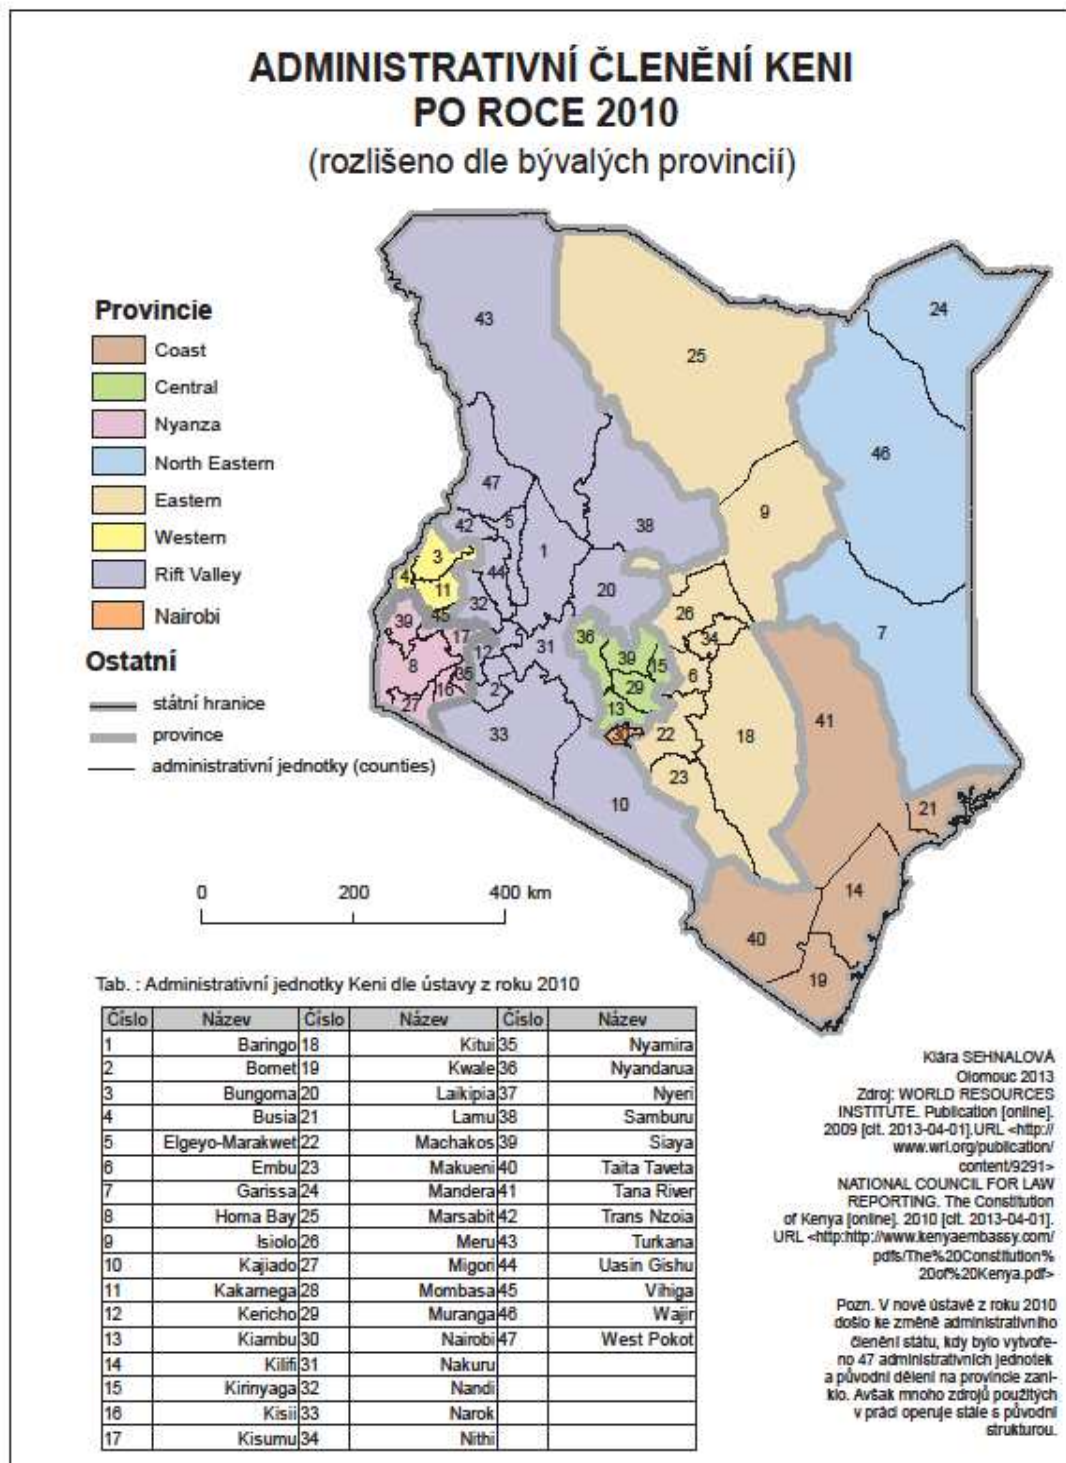 ADMINISTRATIVNÍ ČLENĚNÍ KENI
PO ROCE 2010
(rozlišeno dle bývalých provincií)
Provincie
Coast
Central
Nyanza
North Eastern
Eastern
Western
Rift Valley
Nairobi
Ostatní
státní hranice
province
administrativní jednotky (counties)
43
25
24
46
47
42
5
38
9
3
1
4
44
11
20
32
26
7
45
39
17
36
34
12
31
39
15
8
35
6
16
2
29
27
13
41
33
30
22
18
23
10
21
14
40
19
0 200 400 km
Tab. : Administrativní jednotky Keni dle ústavy z roku 2010
Číslo Název Číslo Název Číslo Název
1 Baringo 18 Kitui 35 Nyamira
2 Bomet 19 Kwale 36 Nyandarua
3 Bungoma 20 Laikipia 37 Nyeri
4 Busia 21 Lamu 38 Samburu
5 Elgeyo-Marakwet 22 Machakos 39 Siaya
6 Embu 23 Makueni 40 Taita Taveta
7 Garissa 24 Mandera 41 Tana River
8 Homa Bay 25 Marsabit 42 Trans Nzoia
9 Isiolo 26 Meru 43 Turkana
10 Kajiado 27 Migori 44 Uasin Gishu
11 Kakamega 28 Mombasa 45 Vihiga
12 Kericho 29 Muranga 46 Wajir
13 Kiambu 30 Nairobi 47 West Pokot
14 Kilifi 31 Nakuru
15 Kirinyaga 32 Nandi
16 Kisii 33 Narok
17 Kisumu 34 Nithi
Klára SEHNALOVÁ
Olomouc 2013
Zdroj: WORLD RESOURCES
INSTITUTE. Publication [online].
2009 [cit. 2013-04-01].URL <http://
www.wri.org/publication/
content/9291>
NATIONAL COUNCIL FOR LAW
REPORTING. The Constitution
of Kenya [online]. 2010 [cit. 2013-04-01].
URL <http:http://www.kenyaembassy.com/
pdfs/The%20Constitution%
20of%20Kenya.pdf>
Pozn. V nové ústavě z roku 2010
došlo ke změně administrativního
členění státu, kdy bylo vytvoře-
no 47 administrativních jednotek
a původní dělení na provincie zani-
klo. Avšak mnoho zdrojů použitých
v práci operuje stále s původní
strukturou.